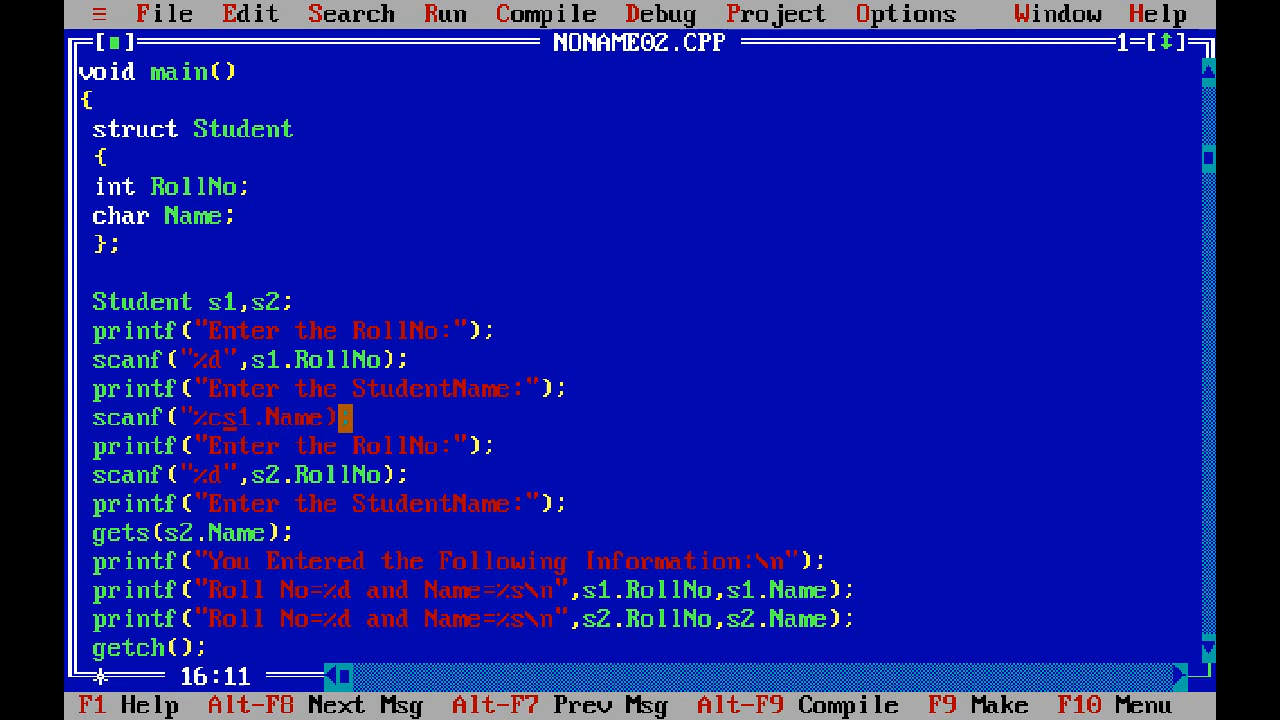 ≡ File Edit Search Run Compile Debug Project Options Window Help
[■] NONAME02.CPP 1=[↕]
void main()
{
struct Student
{
int RollNo;
char Name;
};
Student s1,s2;
printf("Enter the RollNo:");
scanf("%d",s1.RollNo);
printf("Enter the StudentName:");
scanf("%cs1.Name);
printf("Enter the RollNo:");
scanf("%d",s2.RollNo);
printf("Enter the StudentName:");
gets(s2.Name);
printf("You Entered the Following Information:\n");
printf("Roll No=%d and Name=%s\n",s1.RollNo,s1.Name);
printf("Roll No=%d and Name=%s\n",s2.RollNo,s2.Name);
getch();
16:11
F1 Help Alt-F8 Next Msg Alt-F7 Prev Msg Alt-F9 Compile F9 Make F10 Menu